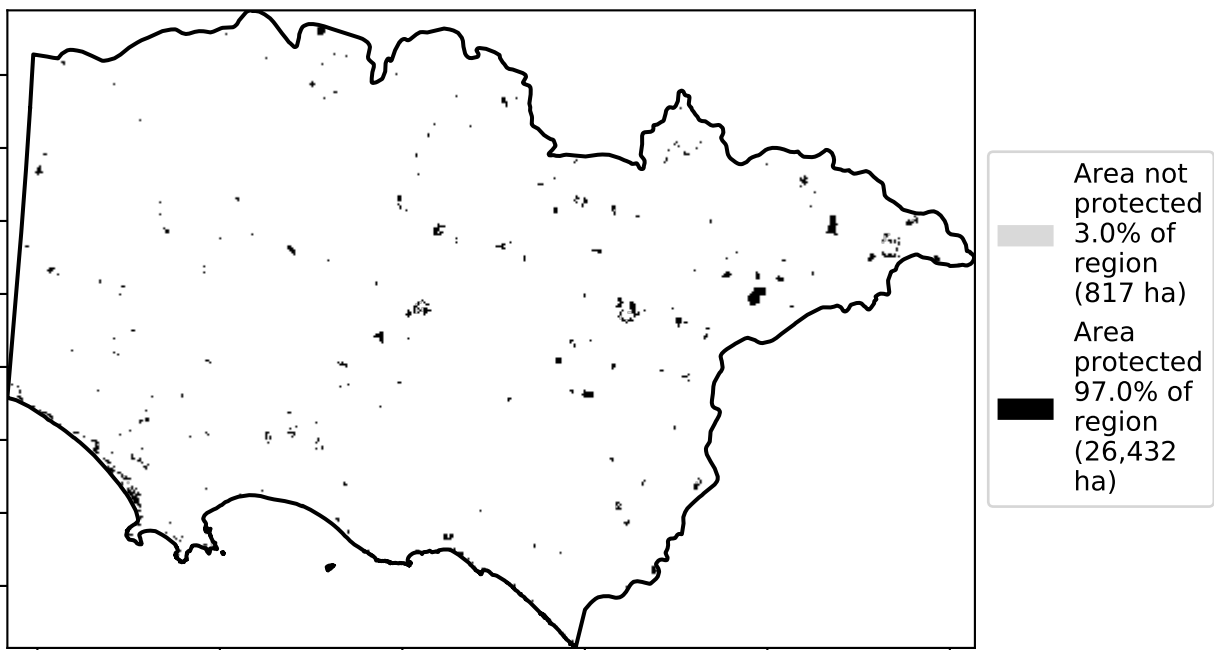 Area not
protected
3.0% of
region
(817 ha)
Area
protected
97.0% of
region
(26,432
ha)